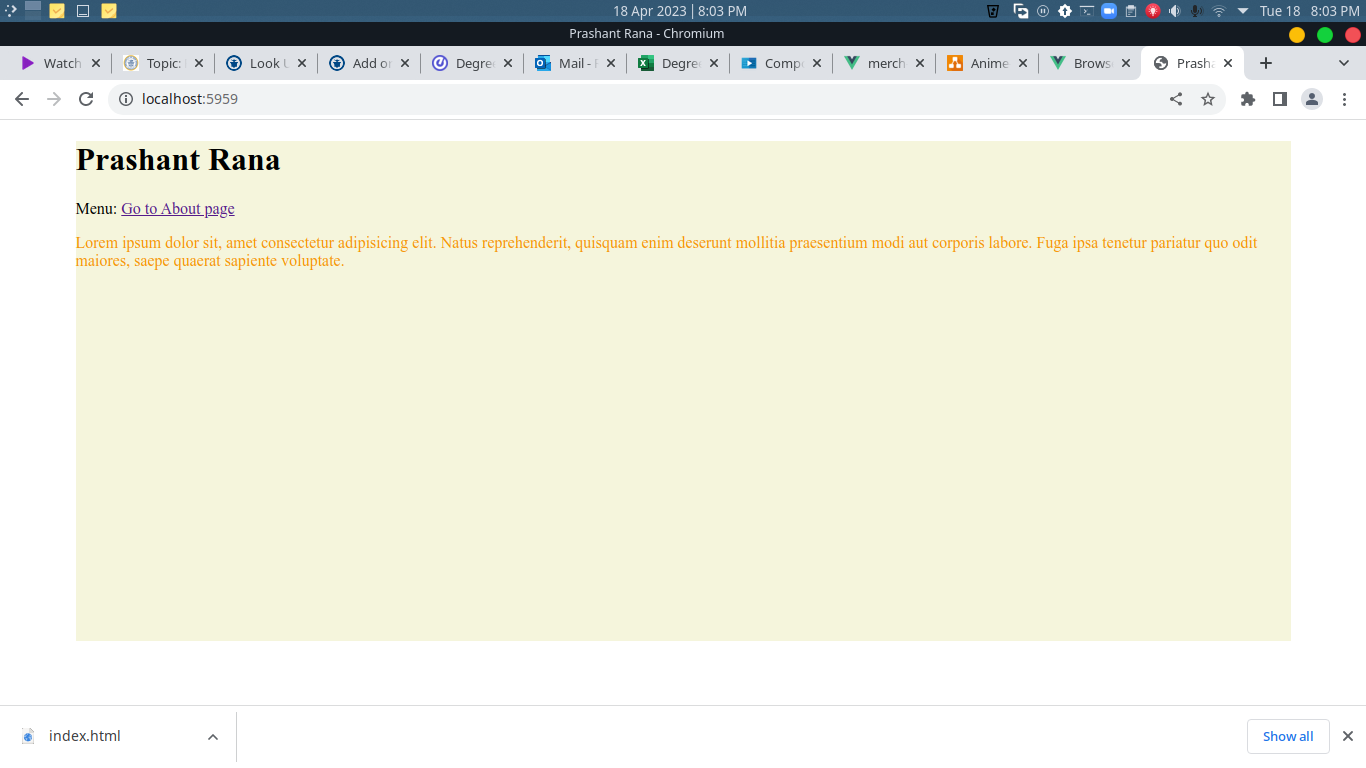 18 Apr 2023 | 8:03 PM
Tue 18 8:03 PM
Prashant Rana - Chromium
Watch
Topic:
Look
Add o
Degre
Mail -
Degre
Comp
merch
Anime
Brows
Prasha
localhost:5959
Prashant Rana
Menu: Go to About page
Lorem ipsum dolor sit, amet consectetur adipisicing elit. Natus reprehenderit, quisquam enim deserunt mollitia praesentium modi aut corporis labore. Fuga ipsa tenetur pariatur quo odit
maiores, saepe quaerat sapiente voluptate.
index.html
Show all